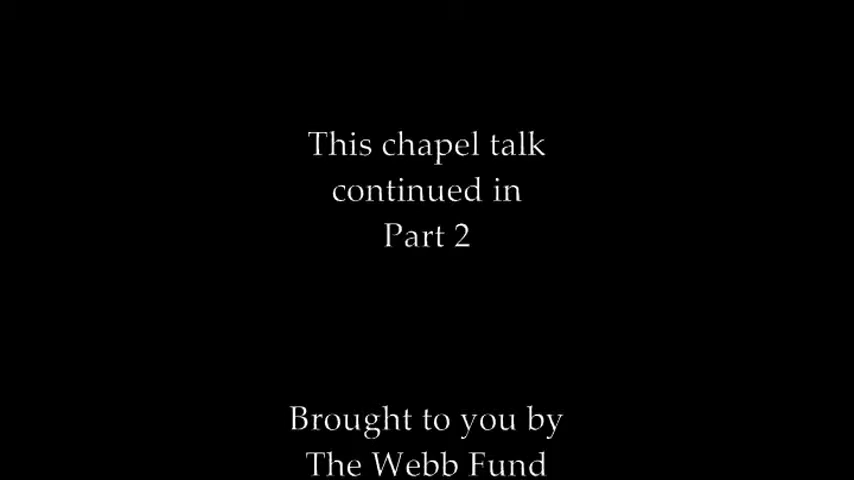 This chapel talk
continued in
Part 2
Brought to you by
The Webb Fund